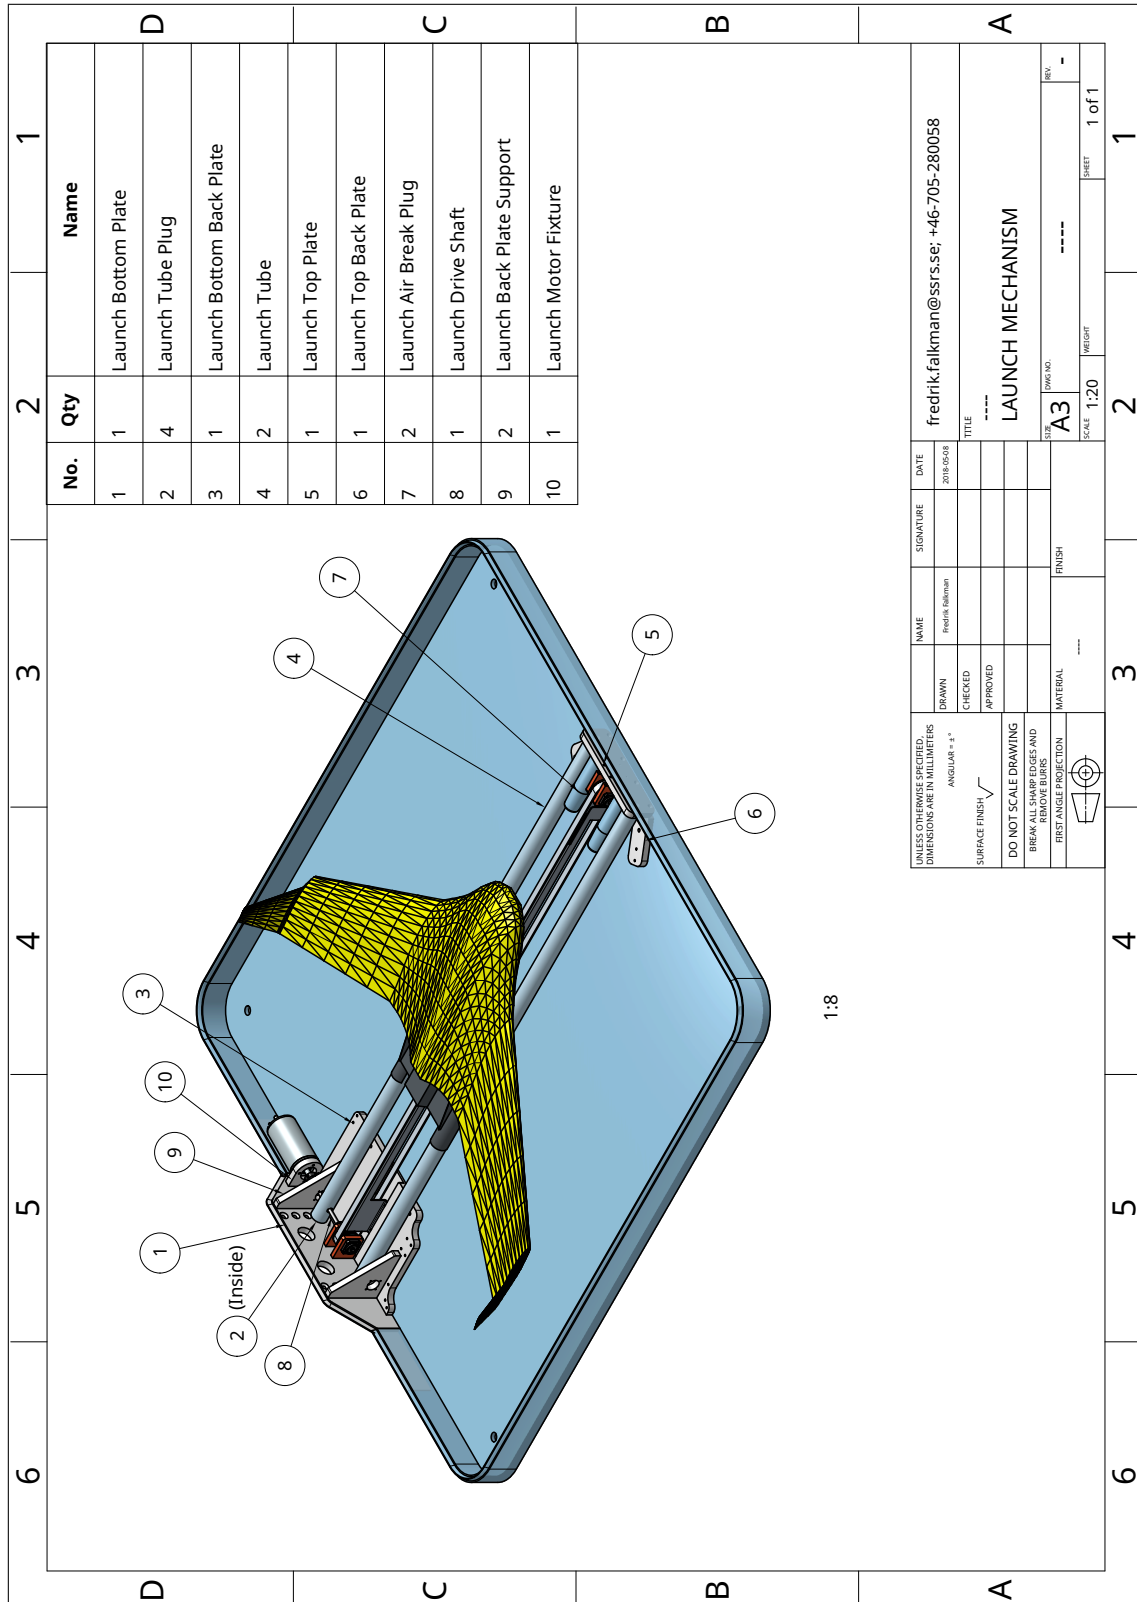 6 5 4 3 2 1
D
C
B
A
D
C
B
A
6 5 4 3 2 1
No. Qty Name
1 1 Launch Bottom Plate
2 4 Launch Tube Plug
3 1 Launch Bottom Back Plate
4 2 Launch Tube
5 1 Launch Top Plate
6 1 Launch Top Back Plate
7 2 Launch Air Break Plug
8 1 Launch Drive Shaft
9 2 Launch Back Plate Support
10 1 Launch Motor Fixture
1
2 (Inside)
8
9
10
3
4
7
5
6
1:8
UNLESS OTHERWISE SPECIFIED,
DIMENSIONS ARE IN MILLIMETERS
ANGULAR = ± °
SURFACE FINISH
DO NOT SCALE DRAWING
BREAK ALL SHARP EDGES AND
REMOVE BURRS
FIRST ANGLE PROJECTION
NAME SIGNATURE DATE
DRAWN Fredrik Falkman 2018-05-08
CHECKED
APPROVED
MATERIAL
----
FINISH
fredrik.falkman@ssrs.se; +46-705-280058
TITLE
----
LAUNCH MECHANISM
SIZE
A3
DWG NO.
----
REV.
-
SCALE 1:20
WEIGHT
SHEET 1 of 1